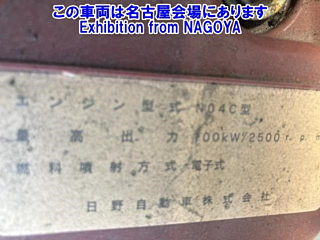 この車両は名古屋会場にあります
Exhibition from NAGOYA
エンジン型式 N04C型
最高出力 100kW/2500r.p.m
燃料噴射方式 電子式
日野自動車株式会社